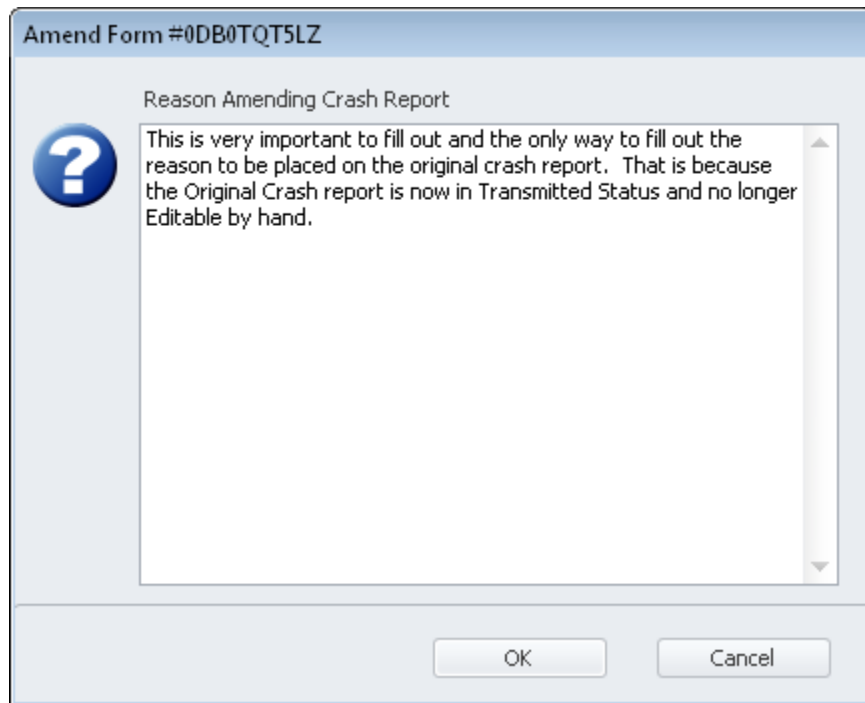 Amend Form #0DB0TQT5LZ
Reason Amending Crash Report
This is very important to fill out and the only way to fill out the
reason to be placed on the original crash report.  That is because
the Original Crash report is now in Transmitted Status and no longer
Editable by hand.
OK
Cancel